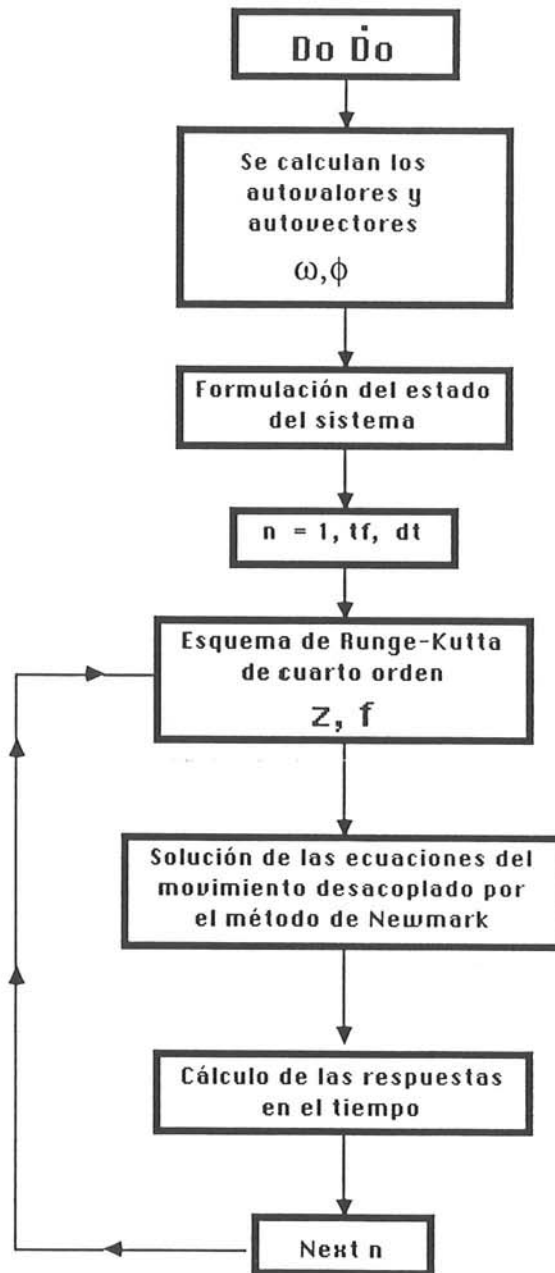 Do Ḋo
Se calculan los
autovalores y
autovectores
ω,ϕ
Formulación del estado
del sistema
n = 1, tf, dt
Esquema de Runge-Kutta
de cuarto orden
z, f
Solución de las ecuaciones del
movimiento desacoplado por
el método de Newmark
Cálculo de las respuestas
en el tiempo
Next n